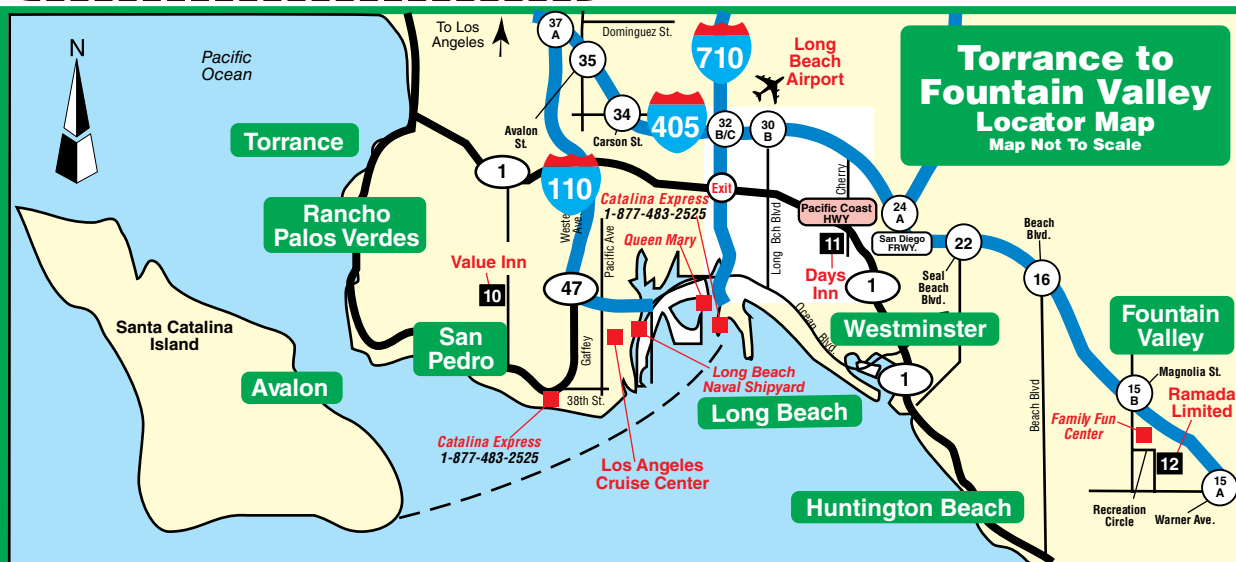 N
Pacific
Ocean
To Los
Angeles
37
A
Dominguez St.
35
34
Avalon
St.
Carson St.
710
405
110
Long
Beach
Airport
32
B/C
30
B
Torrance to
Fountain Valley
Locator Map
Map Not To Scale
Torrance
1
Exit
Cherry
Rancho
Palos Verdes
Catalina Express
1-877-483-2525
Queen Mary
Ave.
Pacific Ave
Long Bch Blvd
Pacific Coast
HWY
24
A
San Diego
FRWY.
22
Beach
Blvd.
16
Value Inn
10
47
11
Days
Inn
1
Seal
Beach
Blvd.
Santa Catalina
Island
Avalon
San
Pedro
Gaffey
38th St.
Long Beach
Naval Shipyard
Ocean Blvd.
Westminster
1
Fountain
Valley
Magnolia St.
15
B
Ramada
Limited
Family Fun
Center
12
15
A
Catalina Express
1-877-483-2525
Los Angeles
Cruise Center
Long Beach
Huntington Beach
Beach Blvd
Recreation
Circle
Warner Ave.